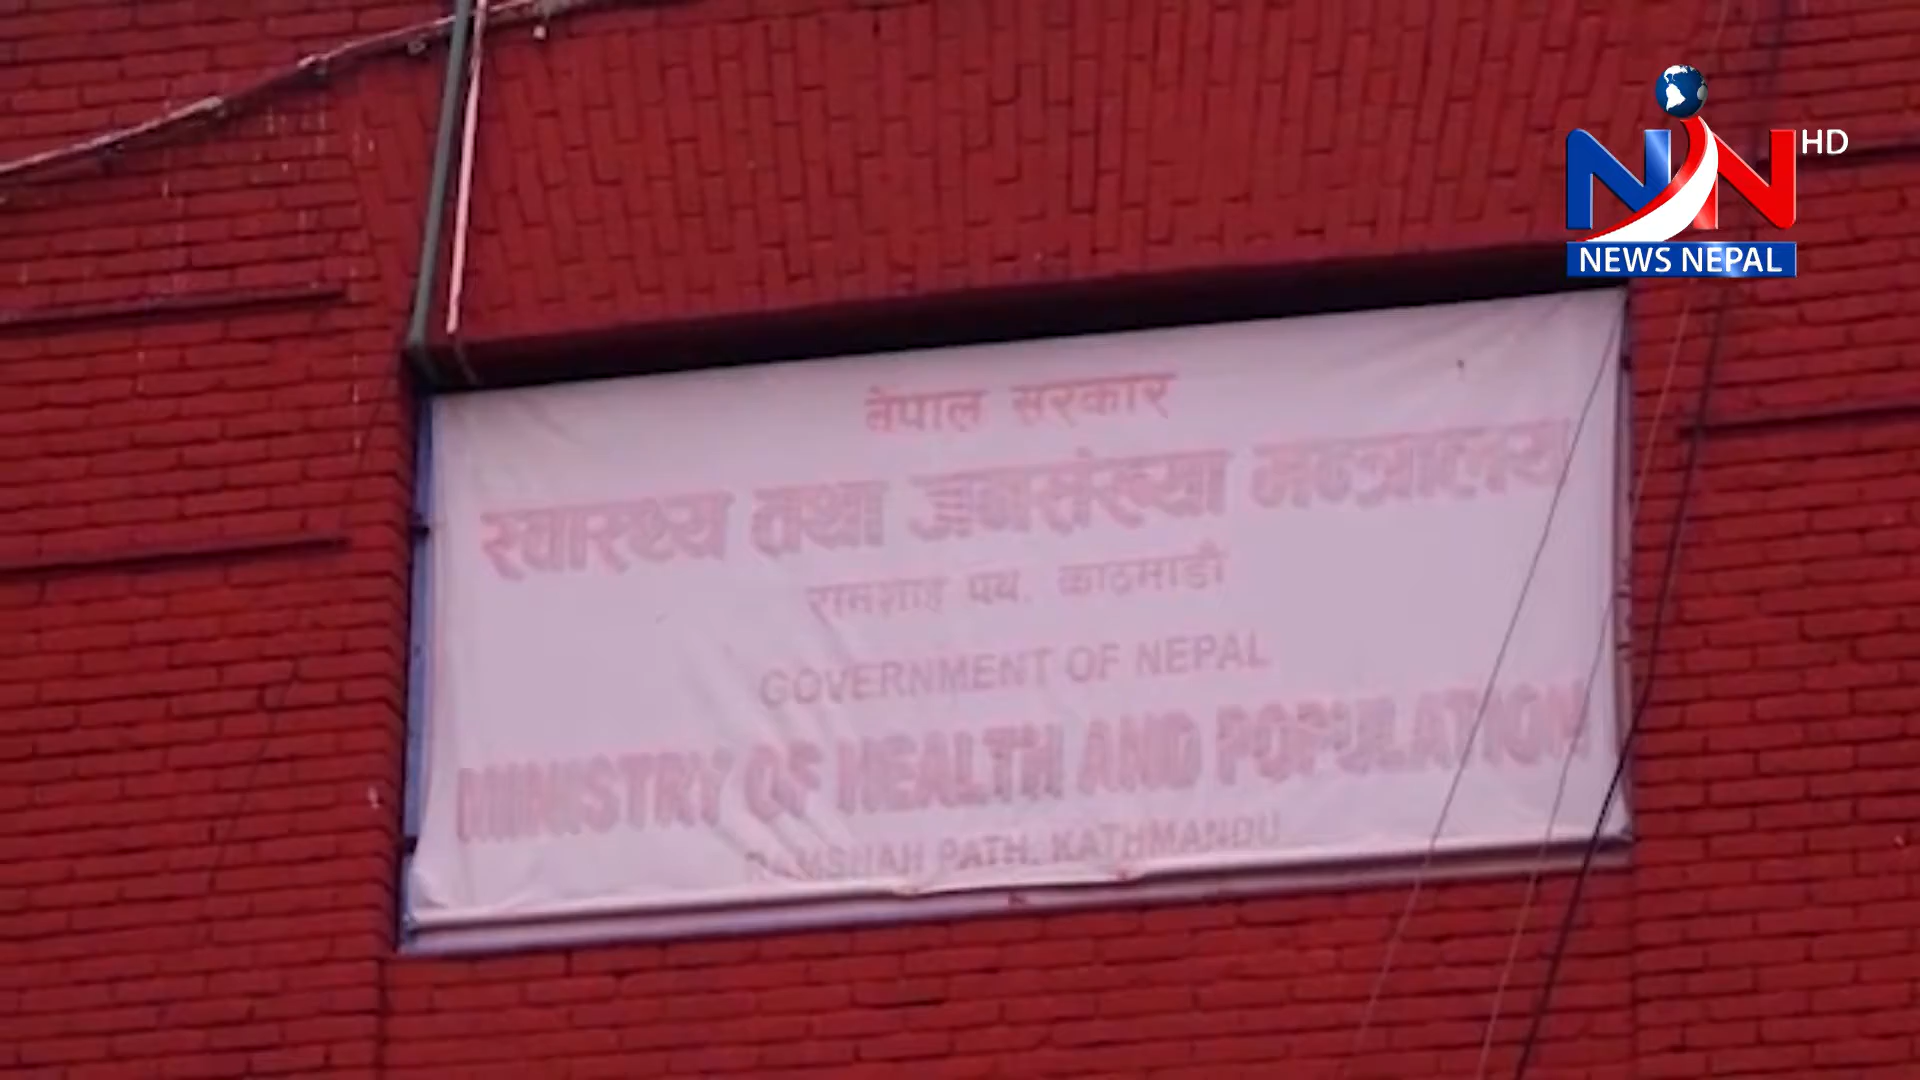 HD
NEWS NEPAL
नेपाल सरकार
स्वास्थ्य तथा जनसंख्या मन्त्रालय
रामशाह पथ, काठमाडौं
GOVERNMENT OF NEPAL
MINISTRY OF HEALTH AND POPULATION
RAMSHAH PATH, KATHMANDU